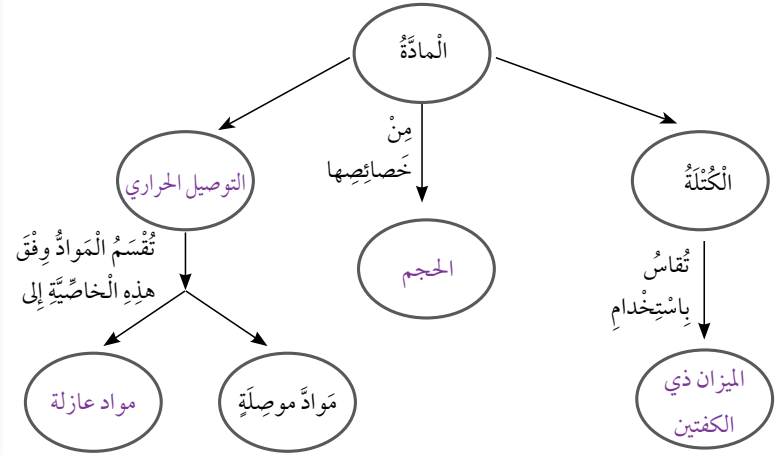 الْمادَّةُ
مِنْ
خَصائِصِها
الْكُتْلَةُ
الحجم
التوصيل الحراري
تُقاسُ
بِاسْتِخْدامِ
تُقْسَمُ الْمَوادُّ وِفْقَ
هذِهِ الْخاصِّيَّةِ إِلى
الميزان ذي
الكفتين
مَوادَّ موصِلَةٍ
مواد عازلة